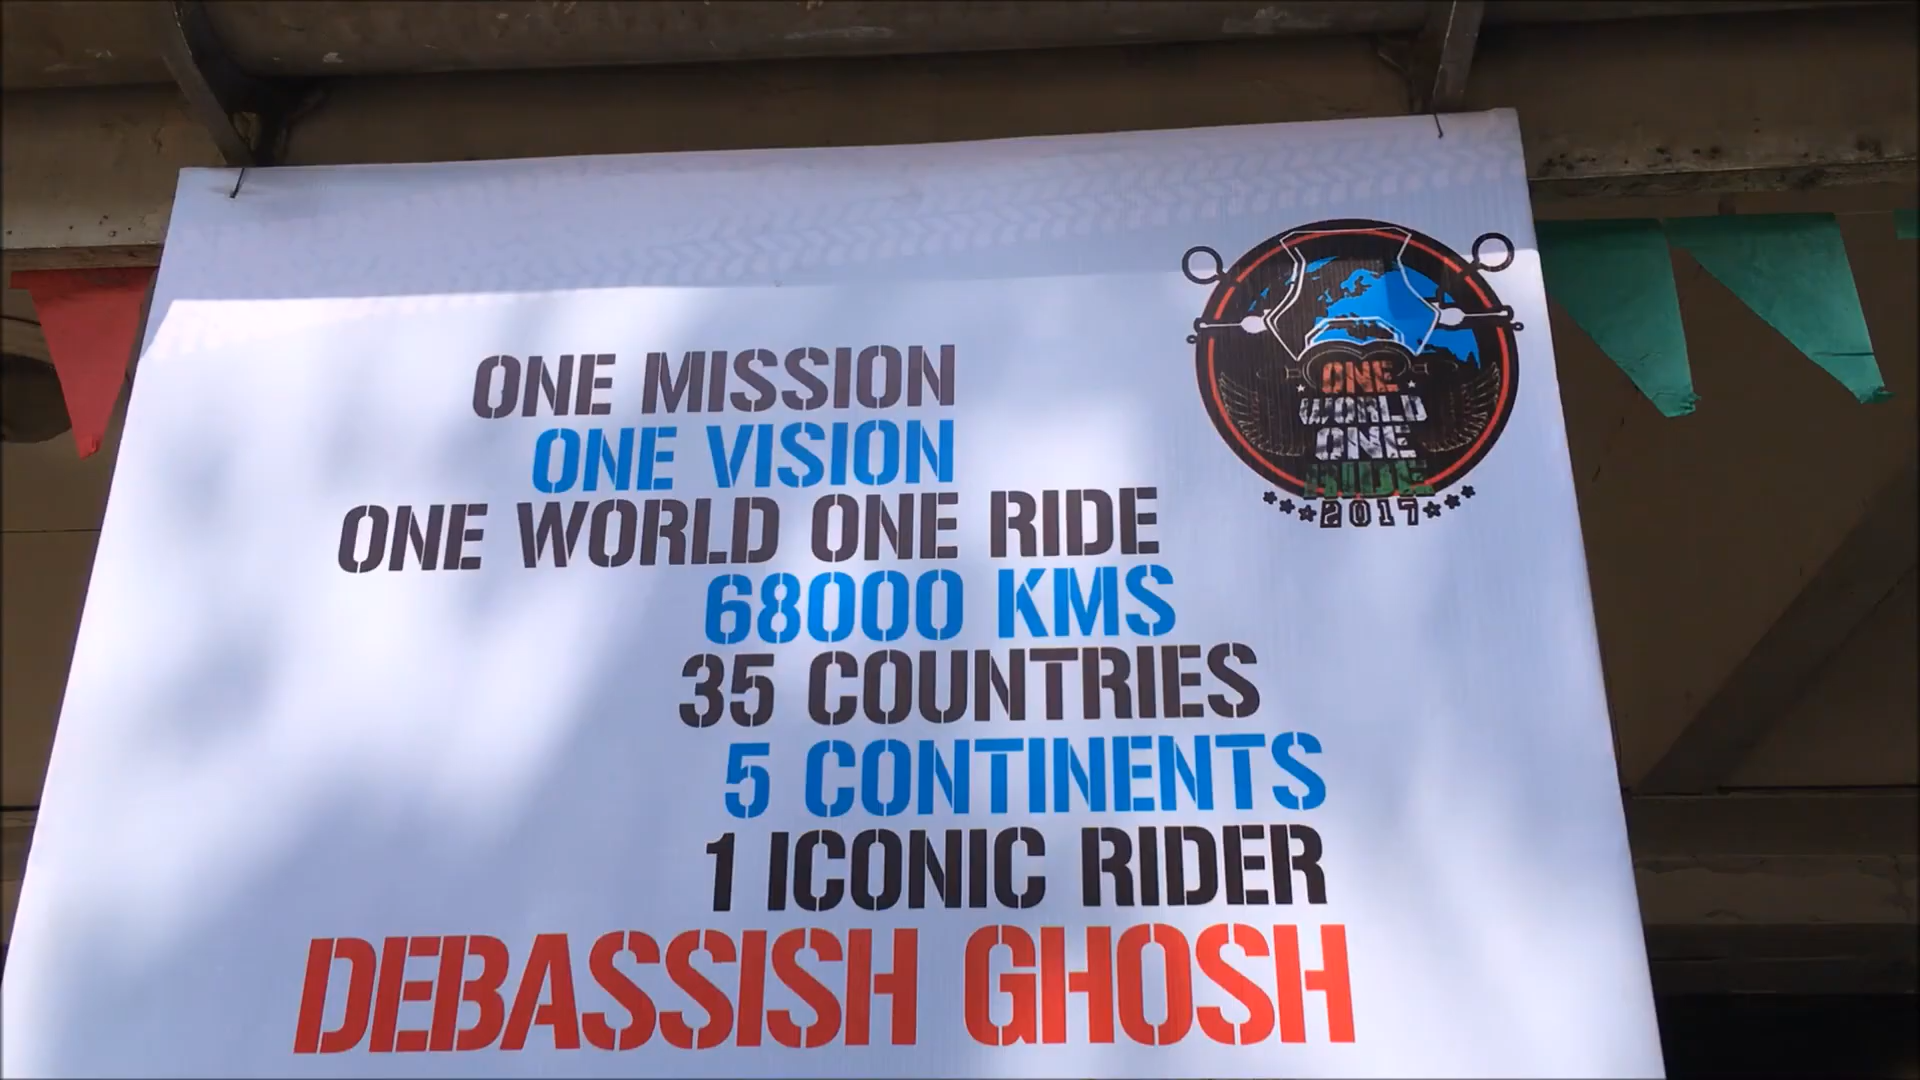 ONE MISSION
ONE VISION
ONE WORLD ONE RIDE
68000 KMS
35 COUNTRIES
5 CONTINENTS
1 ICONIC RIDER
DEBASSISH GHOSH
ONE
WORLD
ONE
RIDE
2017